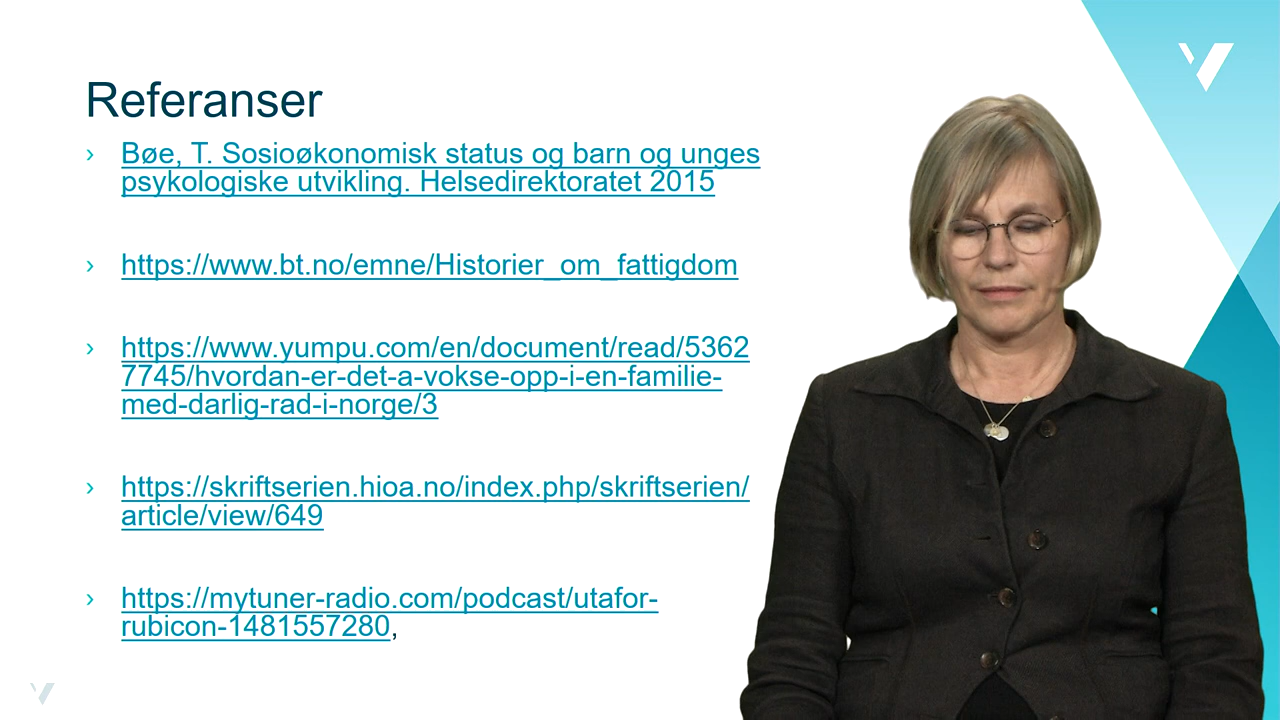 Referanser
› Bøe, T. Sosioøkonomisk status og barn og unges
psykologiske utvikling. Helsedirektoratet 2015
› https://www.bt.no/emne/Historier_om_fattigdom
› https://www.yumpu.com/en/document/read/5362
7745/hvordan-er-det-a-vokse-opp-i-en-familie-
med-darlig-rad-i-norge/3
› https://skriftserien.hioa.no/index.php/skriftserien/
article/view/649
› https://mytuner-radio.com/podcast/utafor-
rubicon-1481557280,